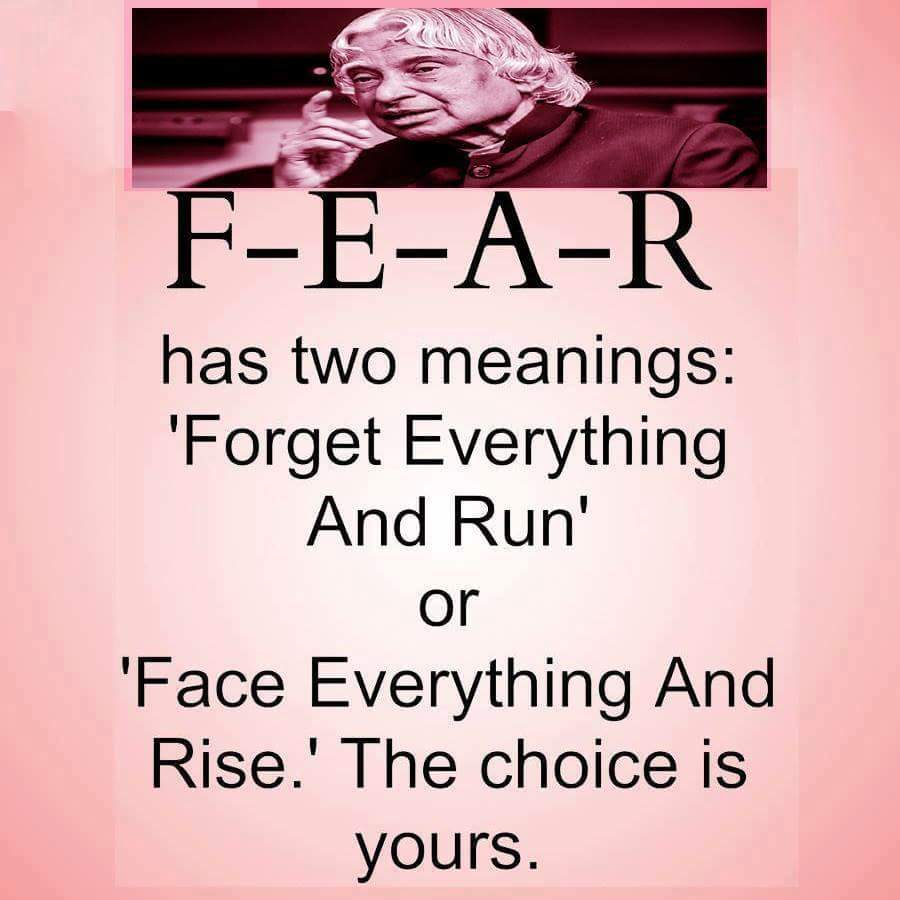 F-E-A-R
has two meanings:
'Forget Everything
And Run'
or
'Face Everything And
Rise.' The choice is
yours.